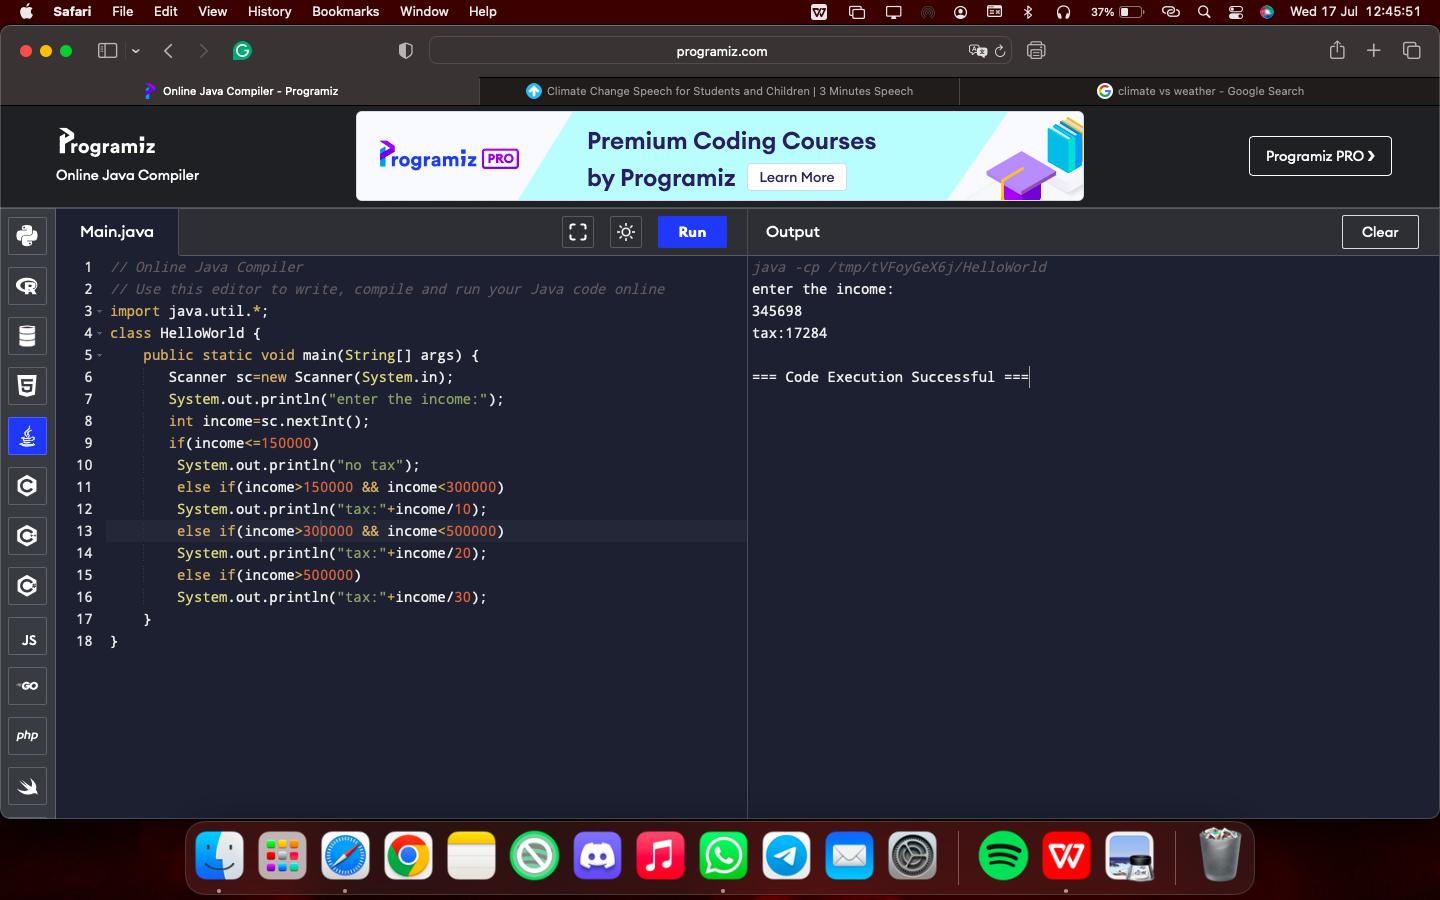 Safari File Edit View History Bookmarks Window Help 37% Wed 17 Jul 12:45:51
programiz.com
Online Java Compiler - Programiz
Climate Change Speech for Students and Children | 3 Minutes Speech
climate vs weather - Google Search
Programiz
Online Java Compiler
Programiz PRO
Premium Coding Courses
by Programiz Learn More
Programiz PRO ❯
Main.java
Run
Output
Clear
1 // Online Java Compiler
2 // Use this editor to write, compile and run your Java code online
3 import java.util.*;
4 class HelloWorld {
5 public static void main(String[] args) {
6 Scanner sc=new Scanner(System.in);
7 System.out.println("enter the income:");
8 int income=sc.nextInt();
9 if(income<=150000)
10 System.out.println("no tax");
11 else if(income>150000 && income<300000)
12 System.out.println("tax:"+income/10);
13 else if(income>300000 && income<500000)
14 System.out.println("tax:"+income/20);
15 else if(income>500000)
16 System.out.println("tax:"+income/30);
17 }
18 }
java -cp /tmp/tVFoyGeX6j/HelloWorld
enter the income:
345698
tax:17284
=== Code Execution Successful ===
R
5
C
C
C
JS
GO
php